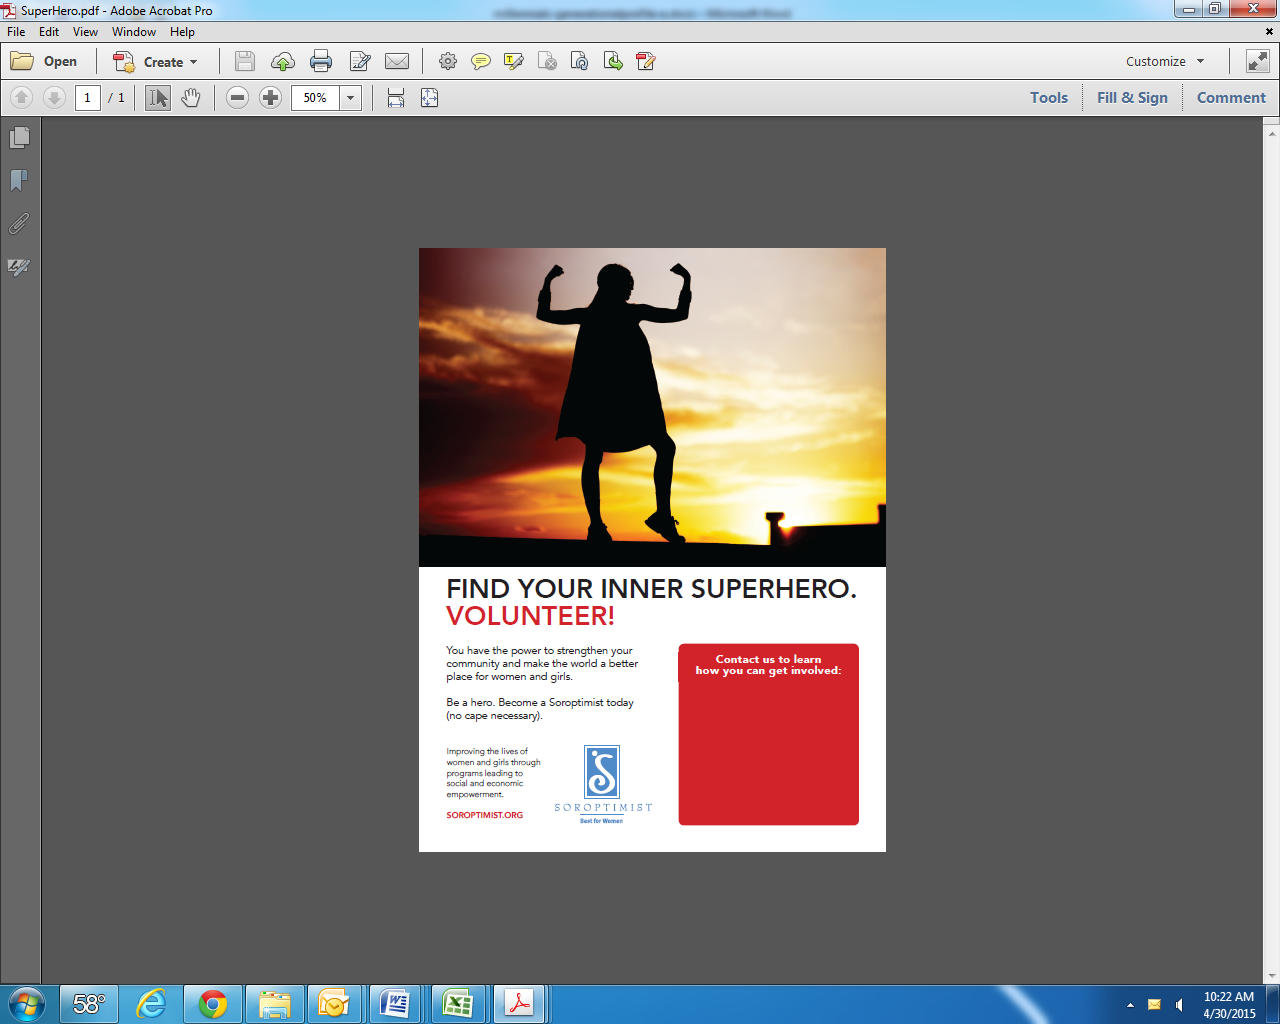 SuperHero.pdf - Adobe Acrobat Pro
File Edit View Window Help
Open Create Customize
1 / 1 50% Tools Fill & Sign Comment
FIND YOUR INNER SUPERHERO.
VOLUNTEER!
You have the power to strengthen your
community and make the world a better
place for women and girls.
Be a hero. Become a Soroptimist today
(no cape necessary).
Improving the lives of
women and girls through
programs leading to
social and economic
empowerment.
SOROPTIMIST.ORG
SOROPTIMIST
Best for Women
Contact us to learn
how you can get involved:
58°
10:22 AM
4/30/2015